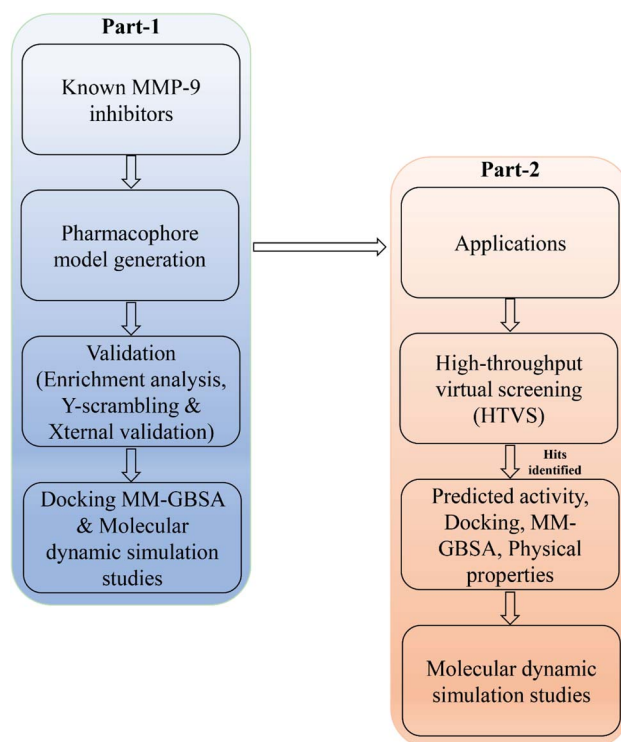 Part-1
Known MMP-9
inhibitors
Pharmacophore
model generation
Validation
(Enrichment analysis,
Y-scrambling &
Xternal validation)
Docking MM-GBSA
& Molecular
dynamic simulation
studies
Part-2
Applications
High-throughput
virtual screening
(HTVS)
Hits
identified
Predicted activity,
Docking, MM-
GBSA, Physical
properties
Molecular dynamic
simulation studies